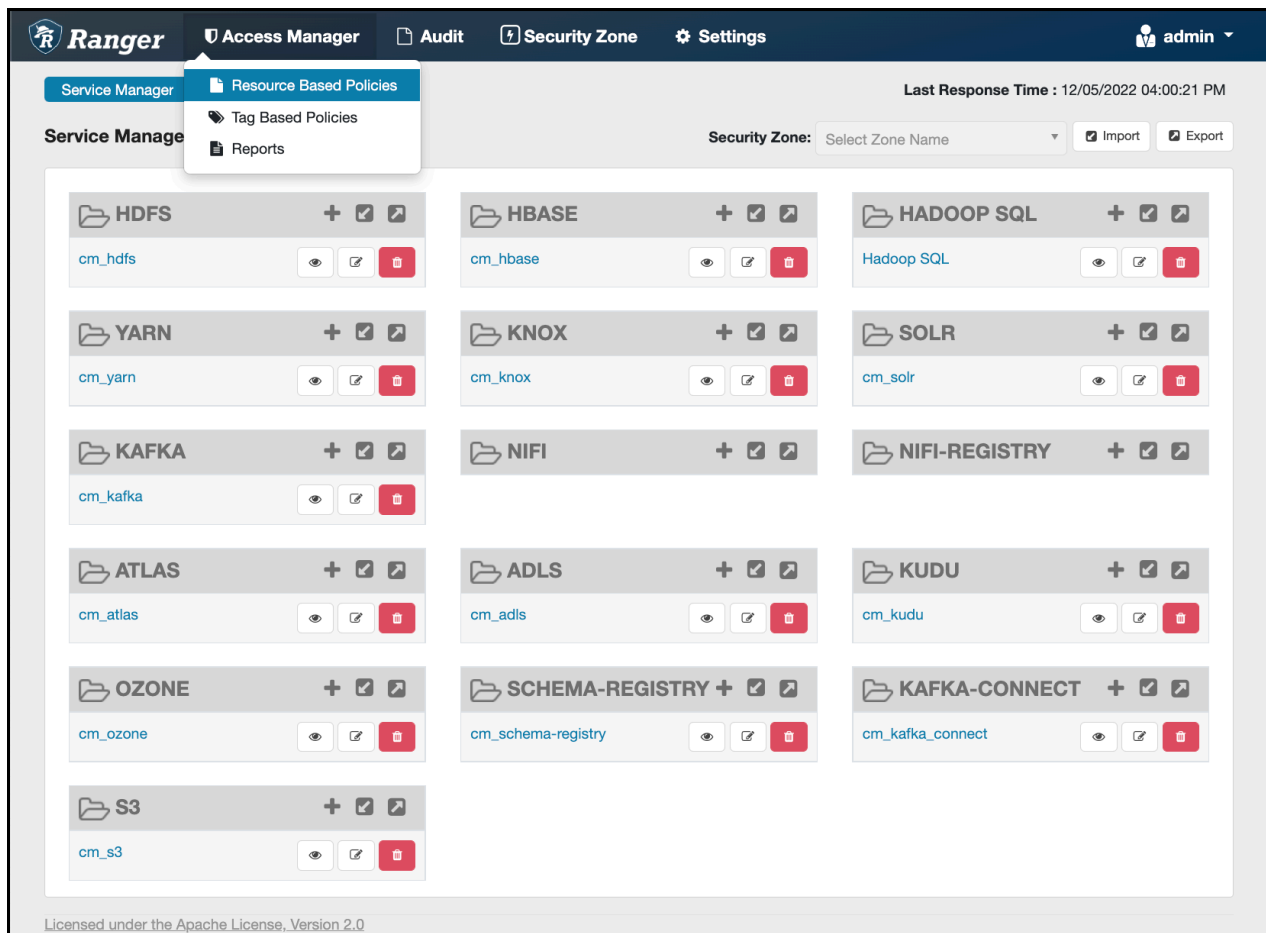 Ranger Access Manager Audit Security Zone Settings admin
Resource Based Policies
Tag Based Policies
Reports
Service Manager Last Response Time : 12/05/2022 04:00:21 PM
Service Manage Security Zone: Select Zone Name Import Export
HDFS HBASE HADOOP SQL
cm_hdfs cm_hbase Hadoop SQL
YARN KNOX SOLR
cm_yarn cm_knox cm_solr
KAFKA NIFI NIFI-REGISTRY
cm_kafka
ATLAS ADLS KUDU
cm_atlas cm_adls cm_kudu
OZONE SCHEMA-REGISTRY KAFKA-CONNECT
cm_ozone cm_schema-registry cm_kafka_connect
S3
cm_s3
Licensed under the Apache License, Version 2.0